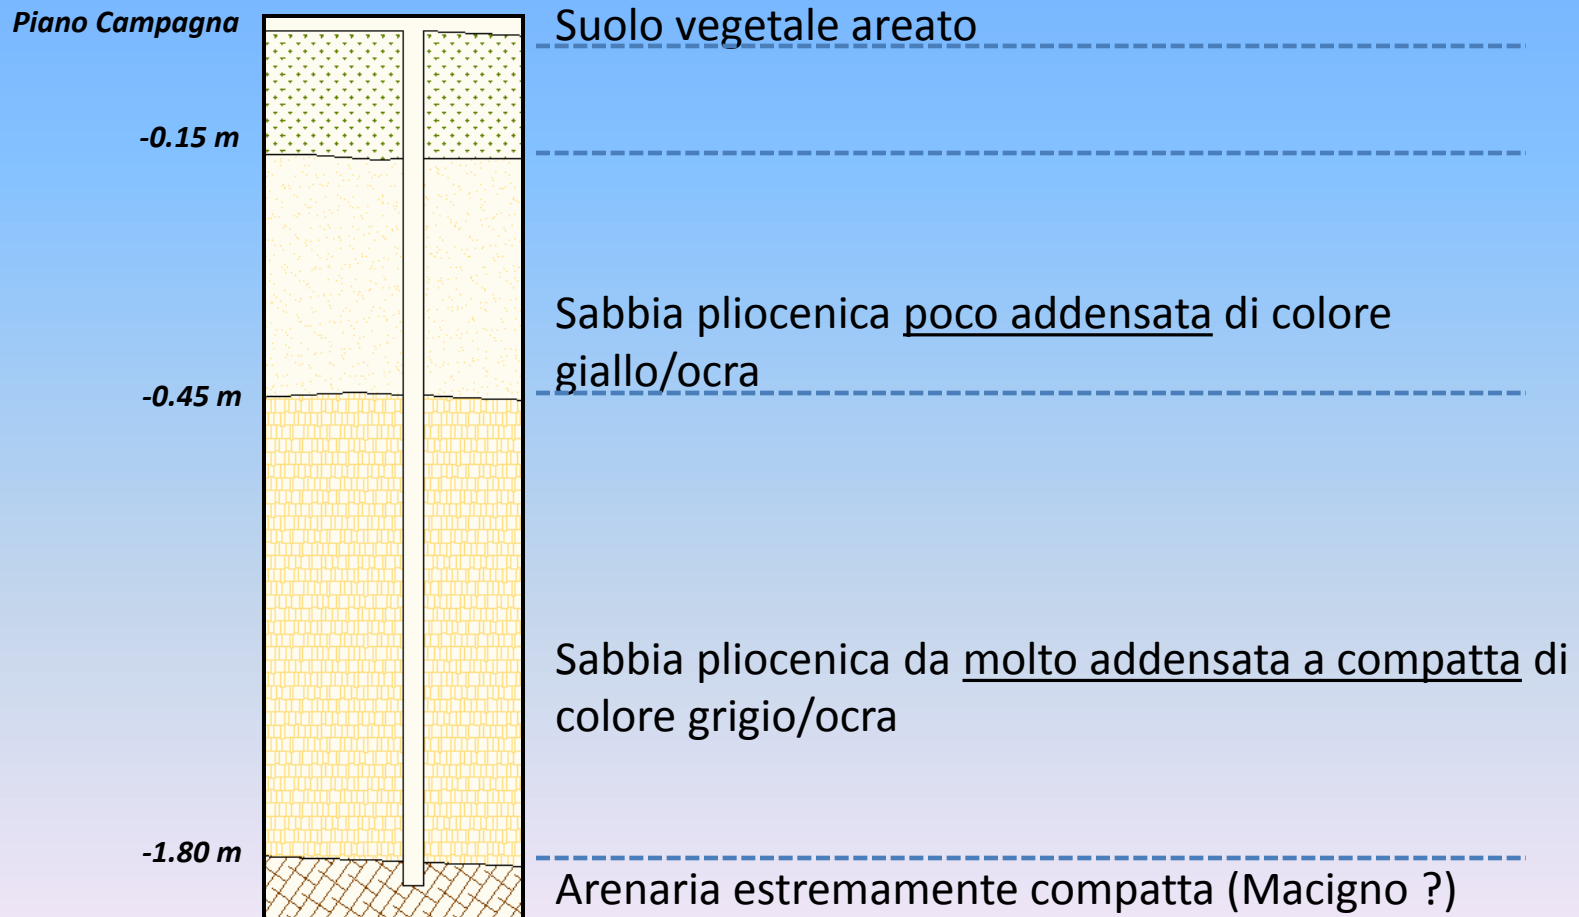 Piano Campagna
Suolo vegetale areato
-0.15 m
Sabbia pliocenica poco addensata di colore
giallo/ocra
-0.45 m
Sabbia pliocenica da molto addensata a compatta di
colore grigio/ocra
-1.80 m
Arenaria estremamente compatta (Macigno ?)